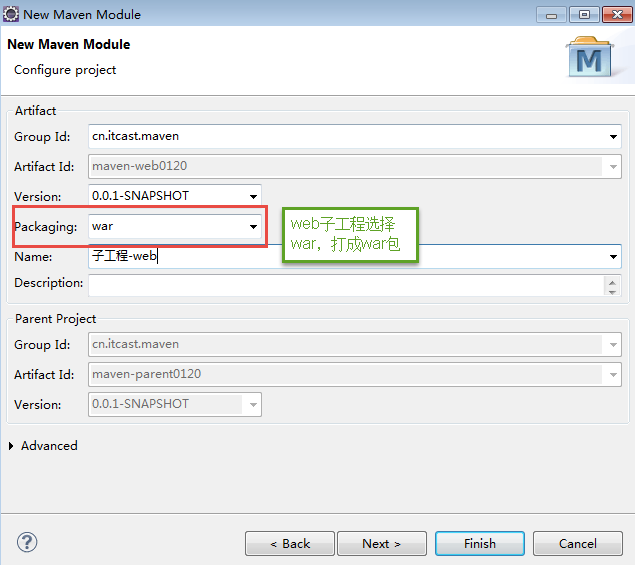 New Maven Module
New Maven Module
Configure project
M
Artifact
Group Id: cn.itcast.maven
Artifact Id: maven-web0120
Version: 0.0.1-SNAPSHOT
Packaging: war
web子工程选择
war，打成war包
Name: 子工程-web
Description:
Parent Project
Group Id: cn.itcast.maven
Artifact Id: maven-parent0120
Version: 0.0.1-SNAPSHOT
Advanced
?
< Back
Next >
Finish
Cancel